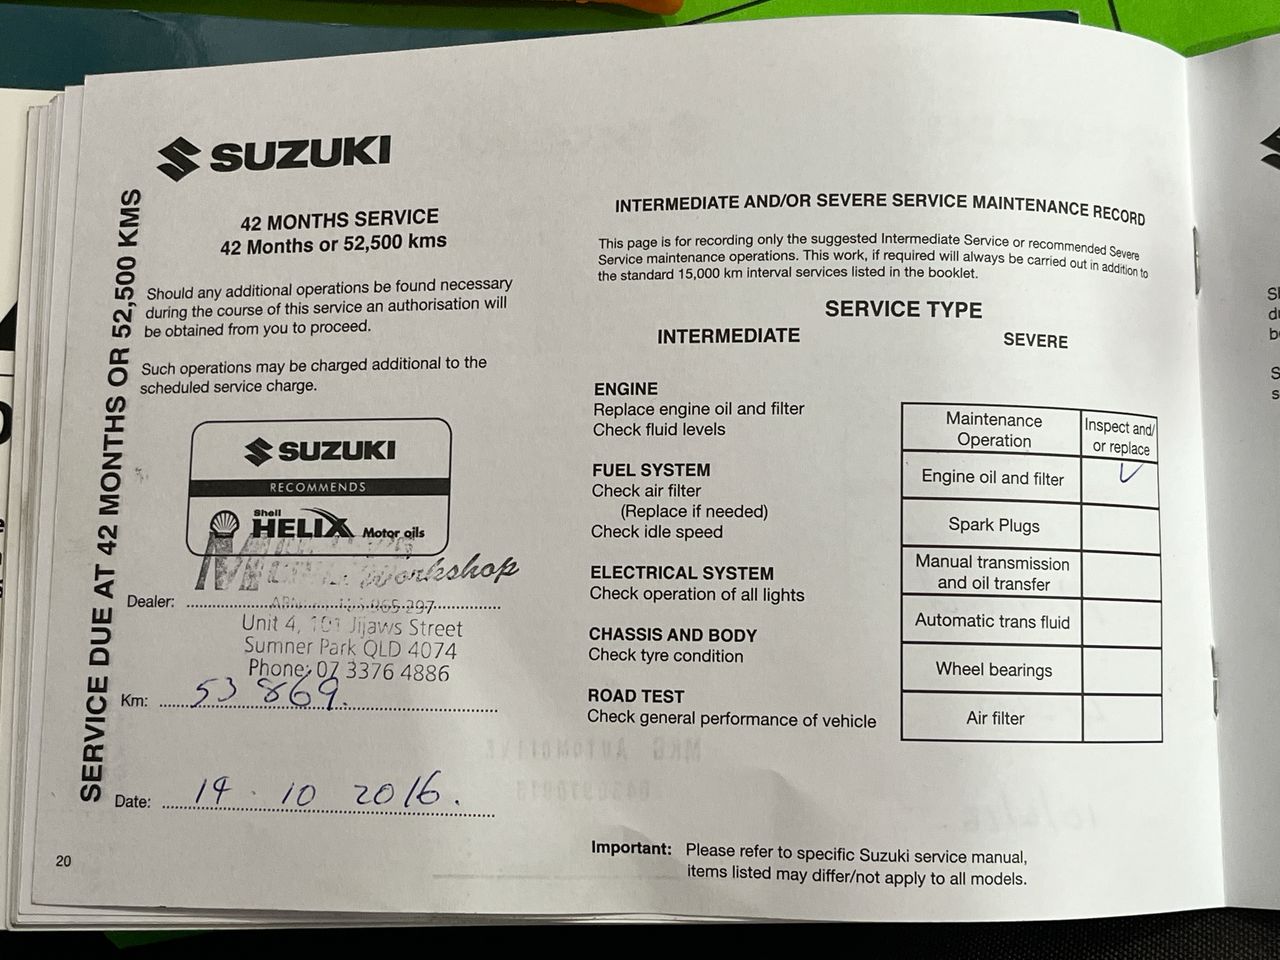 SUZUKI
SERVICE DUE AT 42 MONTHS OR 52,500 KMS
42 MONTHS SERVICE
42 Months or 52,500 kms
Should any additional operations be found necessary
during the course of this service an authorisation will
be obtained from you to proceed.
Such operations may be charged additional to the
scheduled service charge.
SUZUKI
RECOMMENDS
Shell
HELIX Motor oils
Workshop
Dealer:
Unit 4, 101 Jijaws Street
Sumner Park QLD 4074
Phone: 07 3376 4886
Km: 53 869.
Date: 14 . 10 2016.
20
INTERMEDIATE AND/OR SEVERE SERVICE MAINTENANCE RECORD
This page is for recording only the suggested Intermediate Service or recommended Severe
Service maintenance operations. This work, if required will always be carried out in addition to
the standard 15,000 km interval services listed in the booklet.
SERVICE TYPE
INTERMEDIATE
SEVERE
ENGINE
Replace engine oil and filter
Check fluid levels
FUEL SYSTEM
Check air filter
(Replace if needed)
Check idle speed
ELECTRICAL SYSTEM
Check operation of all lights
CHASSIS AND BODY
Check tyre condition
ROAD TEST
Check general performance of vehicle
Maintenance
Operation
Inspect and/
or replace
Engine oil and filter ✓
Spark Plugs
Manual transmission
and oil transfer
Automatic trans fluid
Wheel bearings
Air filter
Important: Please refer to specific Suzuki service manual,
items listed may differ/not apply to all models.